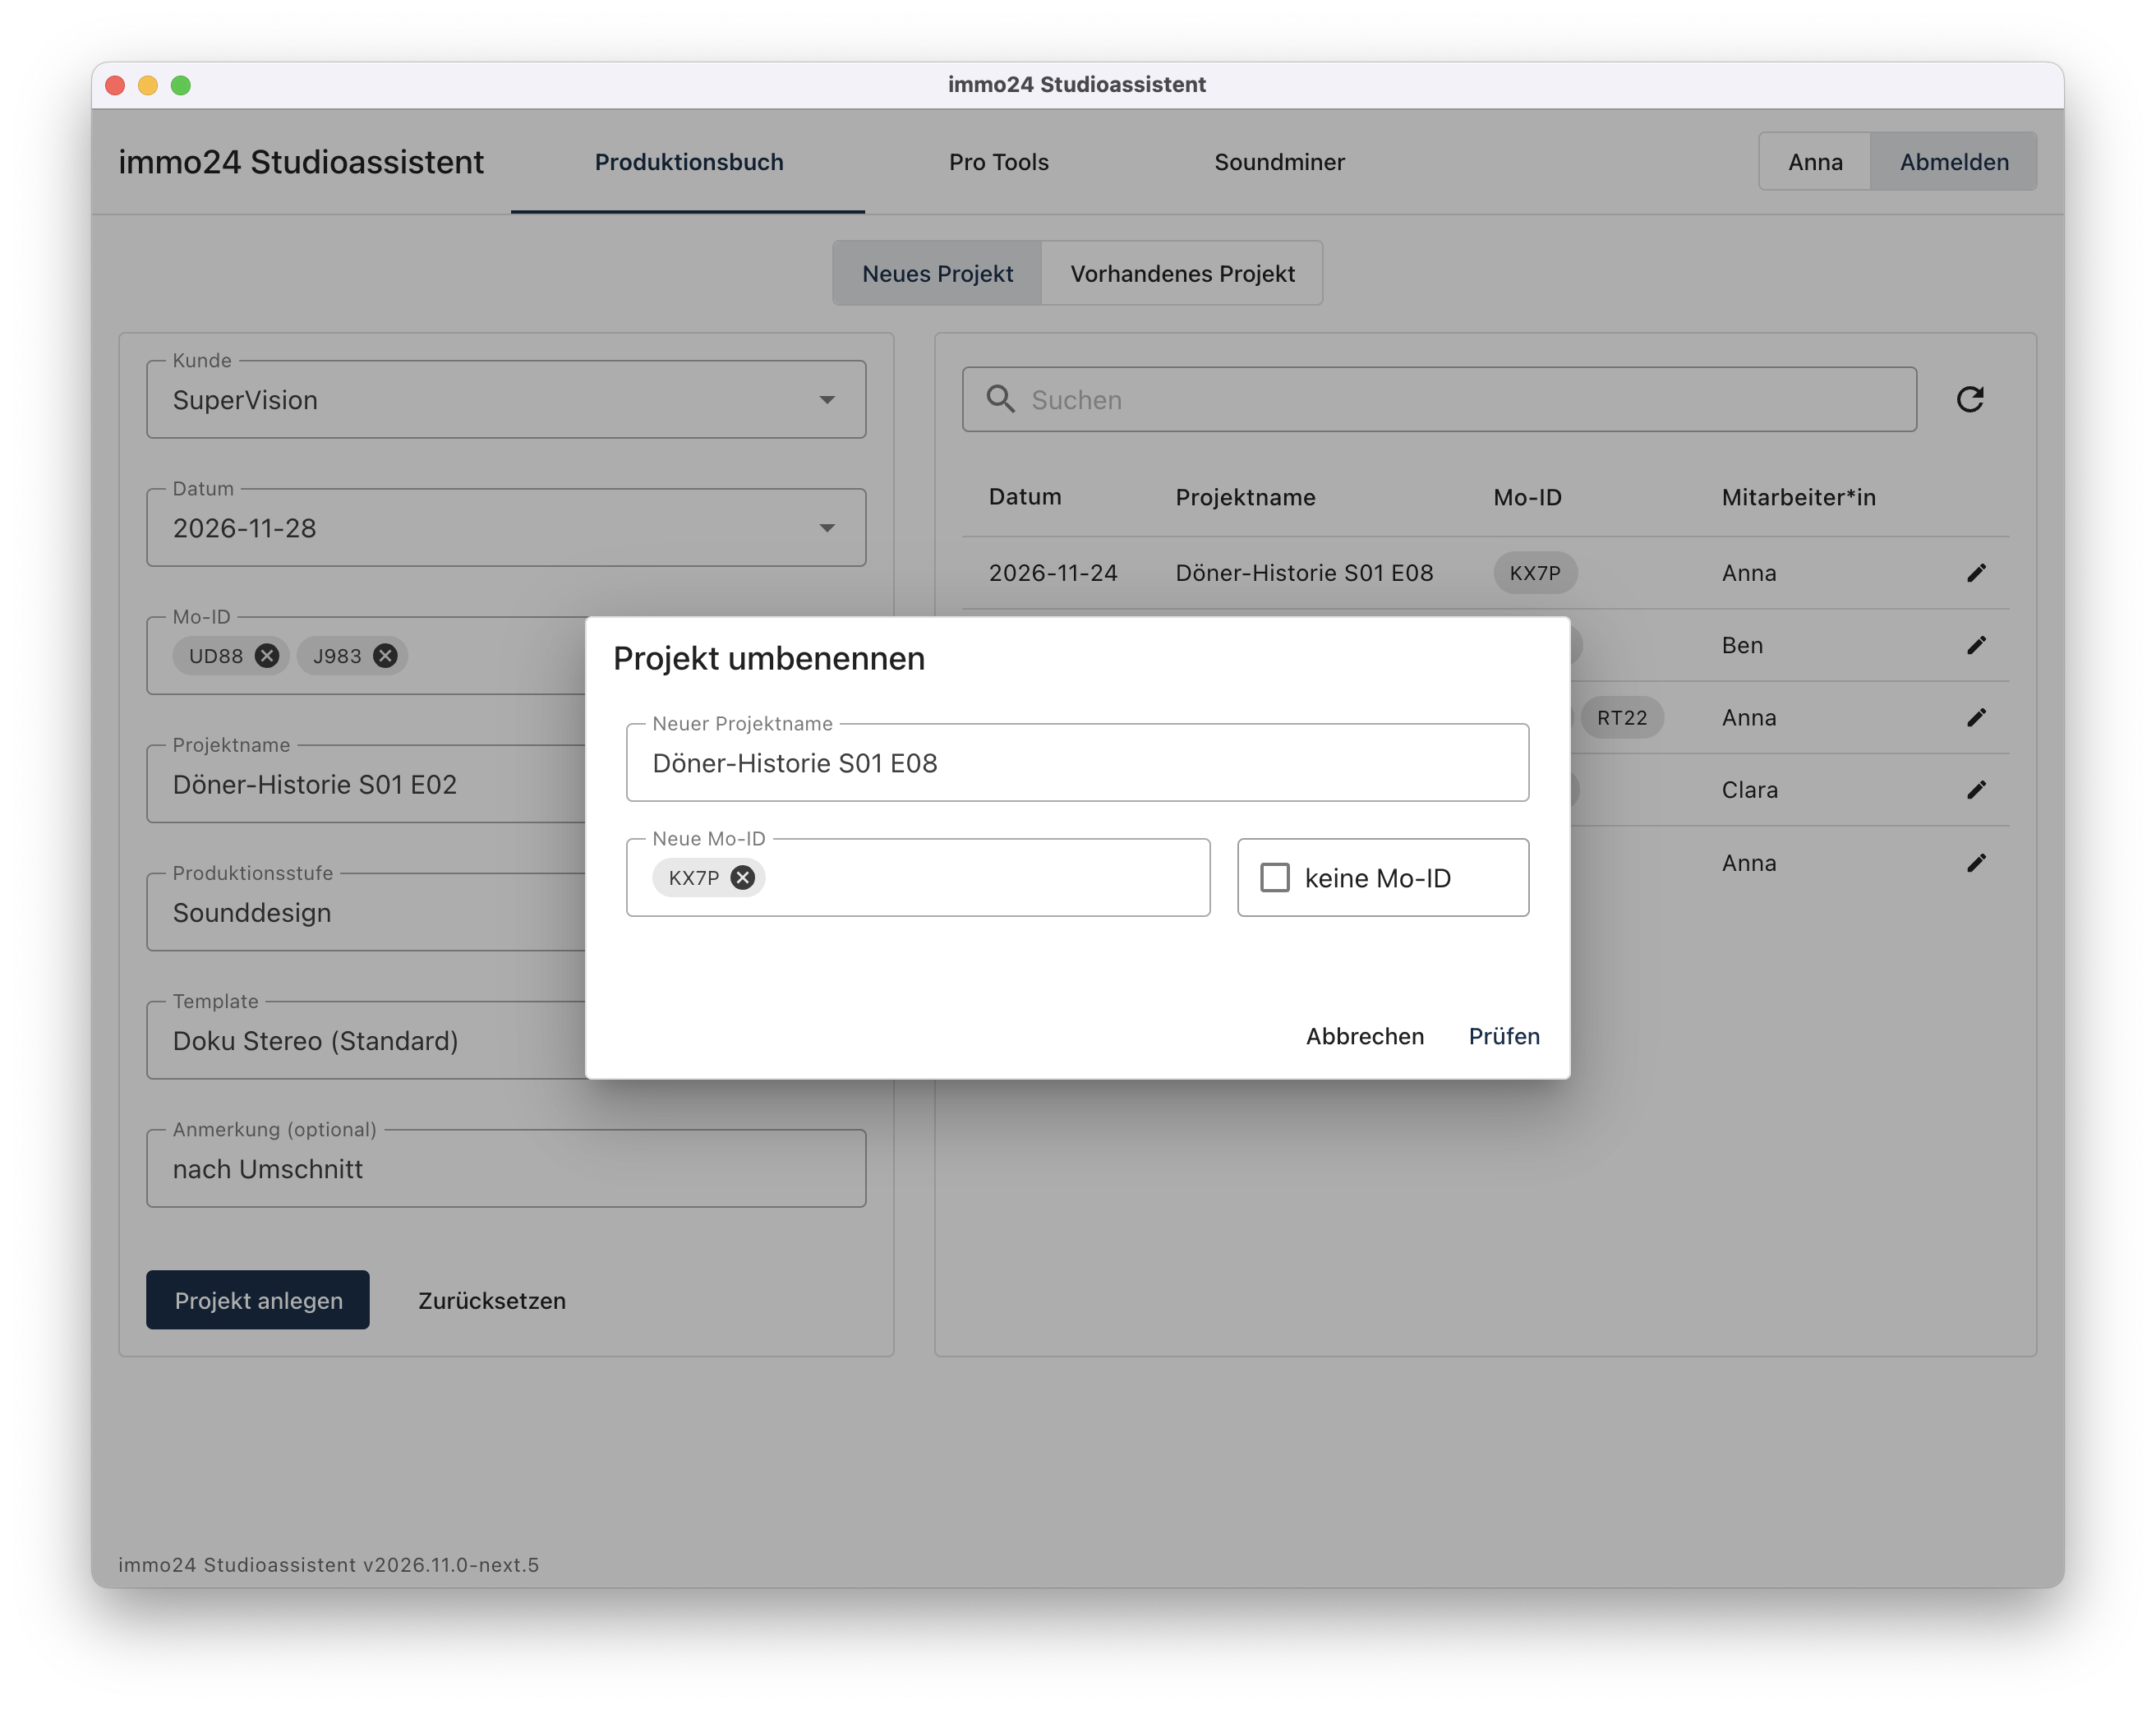 immo24 Studioassistent
immo24 Studioassistent
Produktionsbuch
Pro Tools
Soundminer
Anna
Abmelden
Neues Projekt
Vorhandenes Projekt
Kunde
SuperVision
Datum
2026-11-28
Mo-ID
UD88
J983
Projektname
Döner-Historie S01 E02
Produktionsstufe
Sounddesign
Template
Doku Stereo (Standard)
Anmerkung (optional)
nach Umschnitt
Projekt anlegen
Zurücksetzen
Suchen
Datum Projektname Mo-ID Mitarbeiter*in
2026-11-24 Döner-Historie S01 E08 KX7P Anna
Ben
RT22 Anna
Clara
Anna
Projekt umbenennen
Neuer Projektname
Döner-Historie S01 E08
Neue Mo-ID
KX7P
keine Mo-ID
Abbrechen
Prüfen
immo24 Studioassistent v2026.11.0-next.5